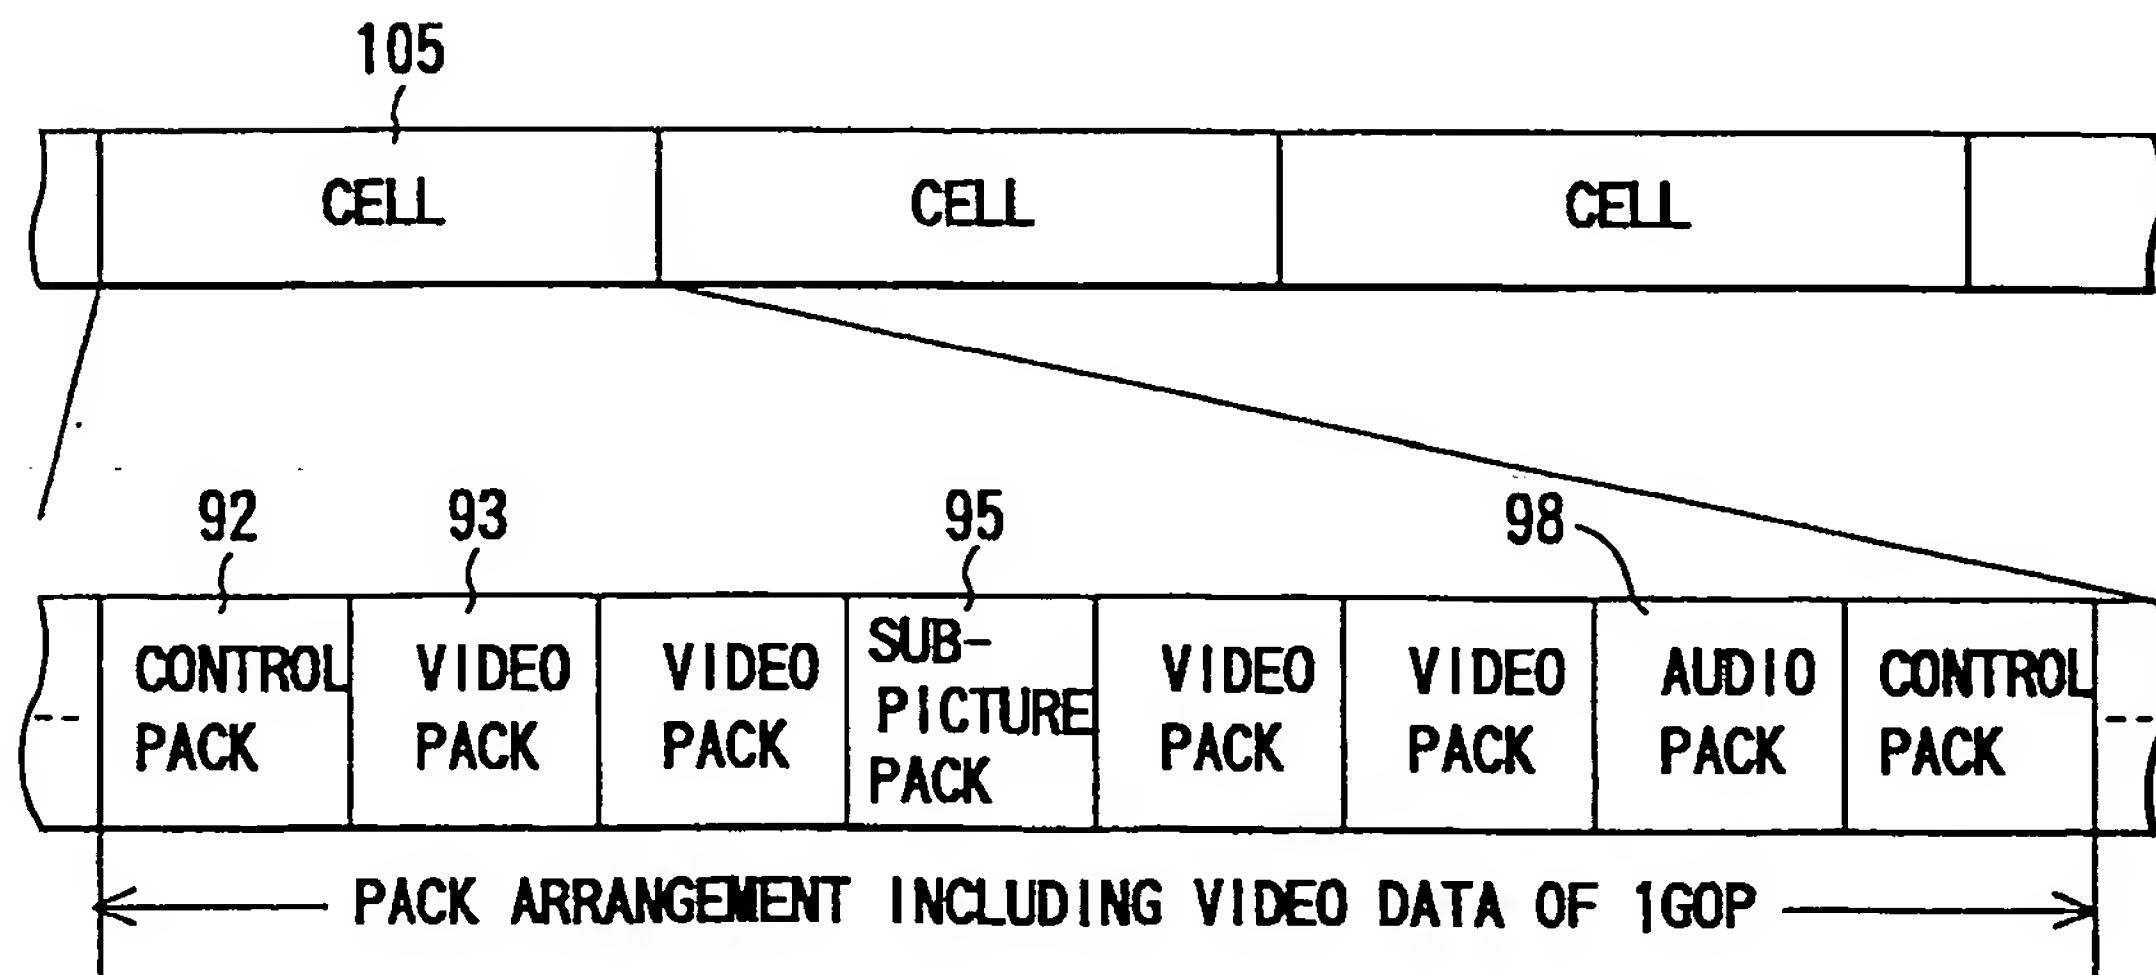 105
CELL CELL CELL
92 93 95 98
CONTROL PACK
VIDEO PACK
VIDEO PACK
SUB-PICTURE PACK
VIDEO PACK
VIDEO PACK
AUDIO PACK
CONTROL PACK
PACK ARRANGEMENT INCLUDING VIDEO DATA OF 1GOP